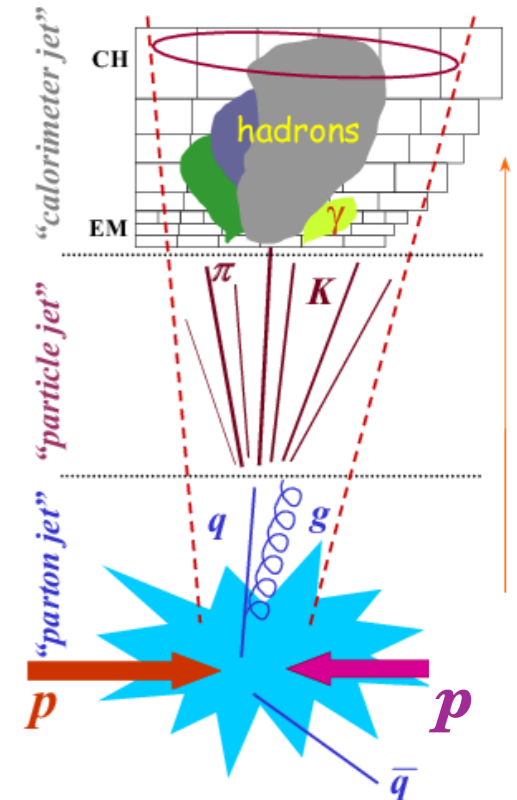 “calorimeter jet”
CH
hadrons
γ
EM
“particle jet”
π
K
“parton jet”
q
g
p
p
q̅